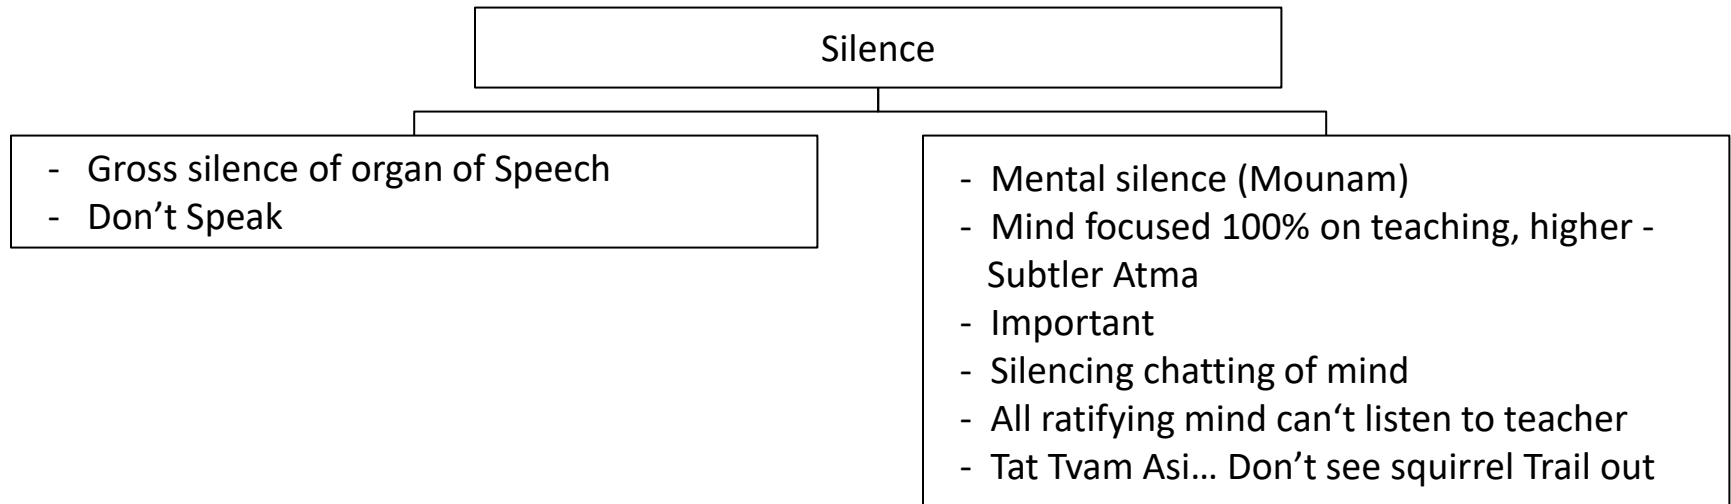 Silence
- Gross silence of organ of Speech
- Don’t Speak
- Mental silence (Mounam)
- Mind focused 100% on teaching, higher -
Subtler Atma
- Important
- Silencing chatting of mind
- All ratifying mind can‘t listen to teacher
- Tat Tvam Asi… Don’t see squirrel Trail out